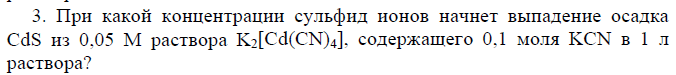 3. При какой концентрации сульфид ионов начнет выпадение осадка
CdS из 0,05 М раствора K₂[Cd(CN)₄], содержащего 0,1 моля KCN в 1 л
раствора?